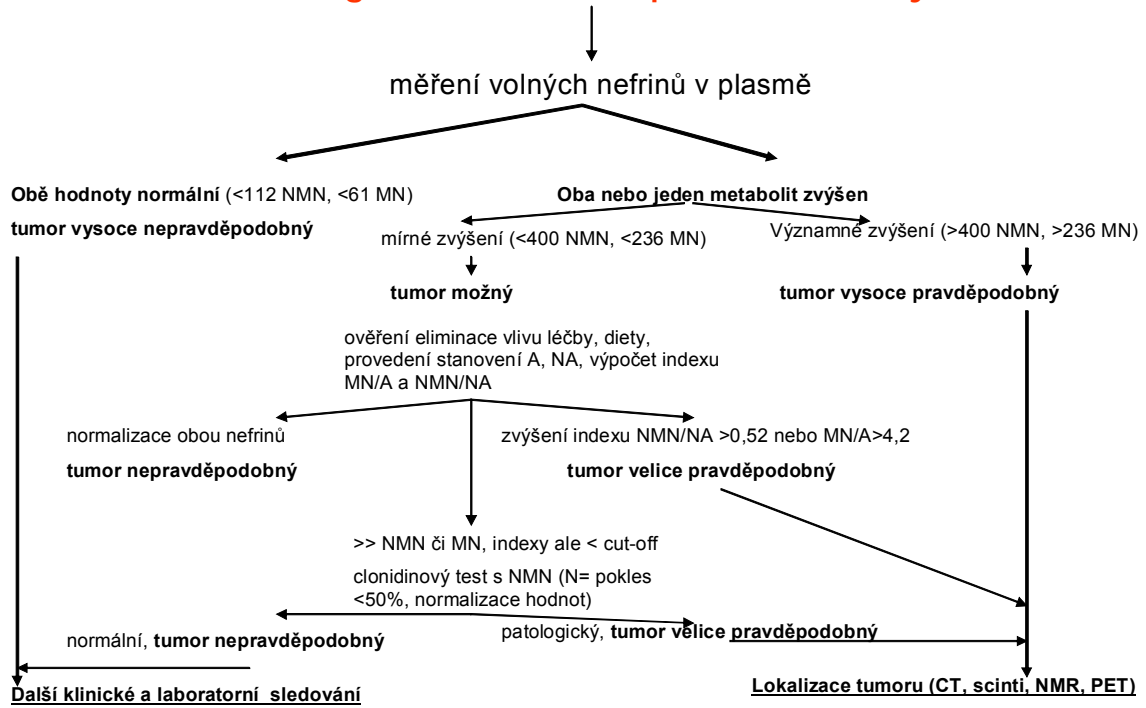 měření volných nefrinů v plasmě
Obě hodnoty normální (<112 NMN, <61 MN)
tumor vysoce nepravděpodobný
Oba nebo jeden metabolit zvýšen
mírné zvýšení (<400 NMN, <236 MN)
Významné zvýšení (>400 NMN, >236 MN)
tumor možný
tumor vysoce pravděpodobný
ověření eliminace vlivu léčby, diety,
provedení stanovení A, NA, výpočet indexu
MN/A a NMN/NA
normalizace obou nefrinů
tumor nepravděpodobný
zvýšení indexu NMN/NA >0,52 nebo MN/A>4,2
tumor velice pravděpodobný
>> NMN či MN, indexy ale < cut-off
clonidinový test s NMN (N= pokles
<50%, normalizace hodnot)
normální, tumor nepravděpodobný
patologický, tumor velice pravděpodobný
Další klinické a laboratorní  sledování
Lokalizace tumoru (CT, scinti, NMR, PET)